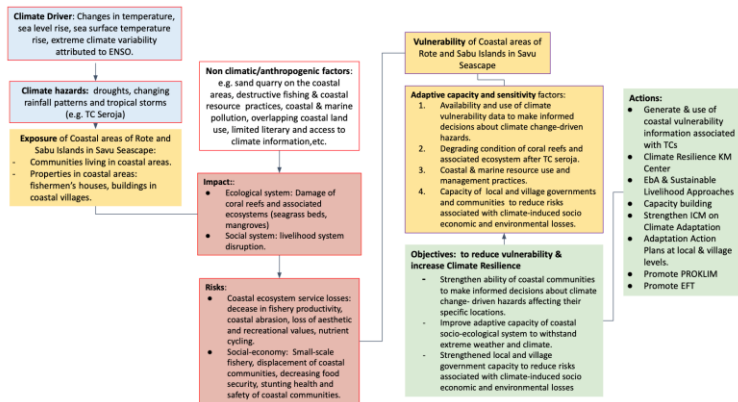 Climate Driver: Changes in temperature,
sea level rise, sea surface temperature
rise, extreme climate variability
attributed to ENSO.
Climate hazards: droughts, changing
rainfall patterns and tropical storms
(e.g. TC Seroja)
Exposure of Coastal areas of Rote and
Sabu Islands in Savu Seascape:
- Communities living in coastal areas.
- Properties in coastal areas:
fishermen's houses, buildings in
coastal villages.
Non climatic/anthropogenic factors:
e.g. sand quarry on the coastal
areas, destructive fishing & coastal
resource practices, coastal & marine
pollution, overlapping coastal land
use, limited literary and access to
climate information,etc.
Impact::
● Ecological system: Damage of
coral reefs and associated
ecosystems (seagrass beds,
mangroves)
● Social system: livelihood system
disruption.
Risks:
● Coastal ecosystem service losses:
decease in fishery productivity,
coastal abrasion, loss of aesthetic
and recreational values, nutrient
cycling.
● Social-economy: Small-scale
fishery, displacement of coastal
communities, decreasing food
security, stunting health and
safety of coastal communities.
Vulnerability of Coastal areas of
Rote and Sabu Islands in Savu
Seascape
Adaptive capacity and sensitivity factors:
1. Availability and use of climate
vulnerability data to make informed
decisions about climate change-driven
hazards.
2. Degrading condition of coral reefs and
associated ecosystem after TC seroja.
3. Coastal & marine resource use and
management practices.
4. Capacity of local and village governments
and communities to reduce risks
associated with climate-induced socio
economic and environmental losses.
Objectives: to reduce vulnerability &
increase Climate Resilience
- Strengthen ability of coastal communities
to make informed decisions about climate
change- driven hazards affecting their
specific locations.
- Improve adaptive capacity of coastal
socio-ecological system to withstand
extreme weather and climate.
- Strengthened local and village
government capacity to reduce risks
associated with climate-induced socio
economic and environmental losses
Actions:
● Generate & use of
coastal vulnerability
information associated
with TCs
● Climate Resilience KM
Center
● EbA & Sustainable
Livelihood Approaches
● Capacity building
● Strengthen ICM on
Climate Adaptation
● Adaptation Action
Plans at local & village
levels.
● Promote PROKLIM
● Promote EFT